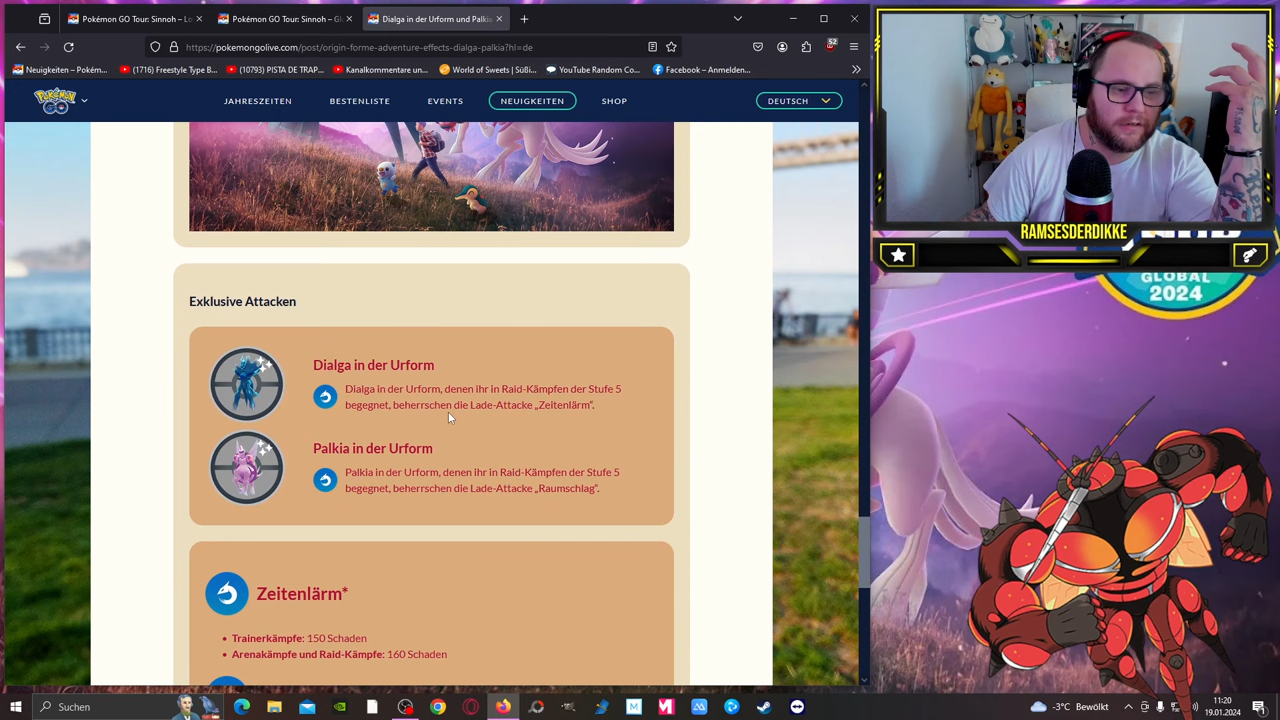 Pokémon GO Tour: Sinnoh – Lo
Pokémon GO Tour: Sinnoh – Gl
Dialga in der Urform und Palkia
https://pokemongolive.com/post/origin-forme-adventure-effects-dialga-palkia?hl=de
52
Neuigkeiten – Pokém...
(1716) Freestyle Type B...
(10793) PISTA DE TRAP...
Kanalkommentare un...
World of Sweets | Süßi...
YouTube Random Co...
Facebook – Anmelden...
Pokémon GO
JAHRESZEITEN
BESTENLISTE
EVENTS
NEUIGKEITEN
SHOP
DEUTSCH
Exklusive Attacken
Dialga in der Urform
Dialga in der Urform, denen ihr in Raid-Kämpfen der Stufe 5
begegnet, beherrschen die Lade-Attacke „Zeitenlärm“.
Palkia in der Urform
Palkia in der Urform, denen ihr in Raid-Kämpfen der Stufe 5
begegnet, beherrschen die Lade-Attacke „Raumschlag“.
Zeitenlärm*
• Trainerkämpfe: 150 Schaden
• Arenakämpfe und Raid-Kämpfe: 160 Schaden
RAMSESDERDIKKE
GLOBAL
2024
Suchen
-3°C Bewölkt
11:20
19.01.2024